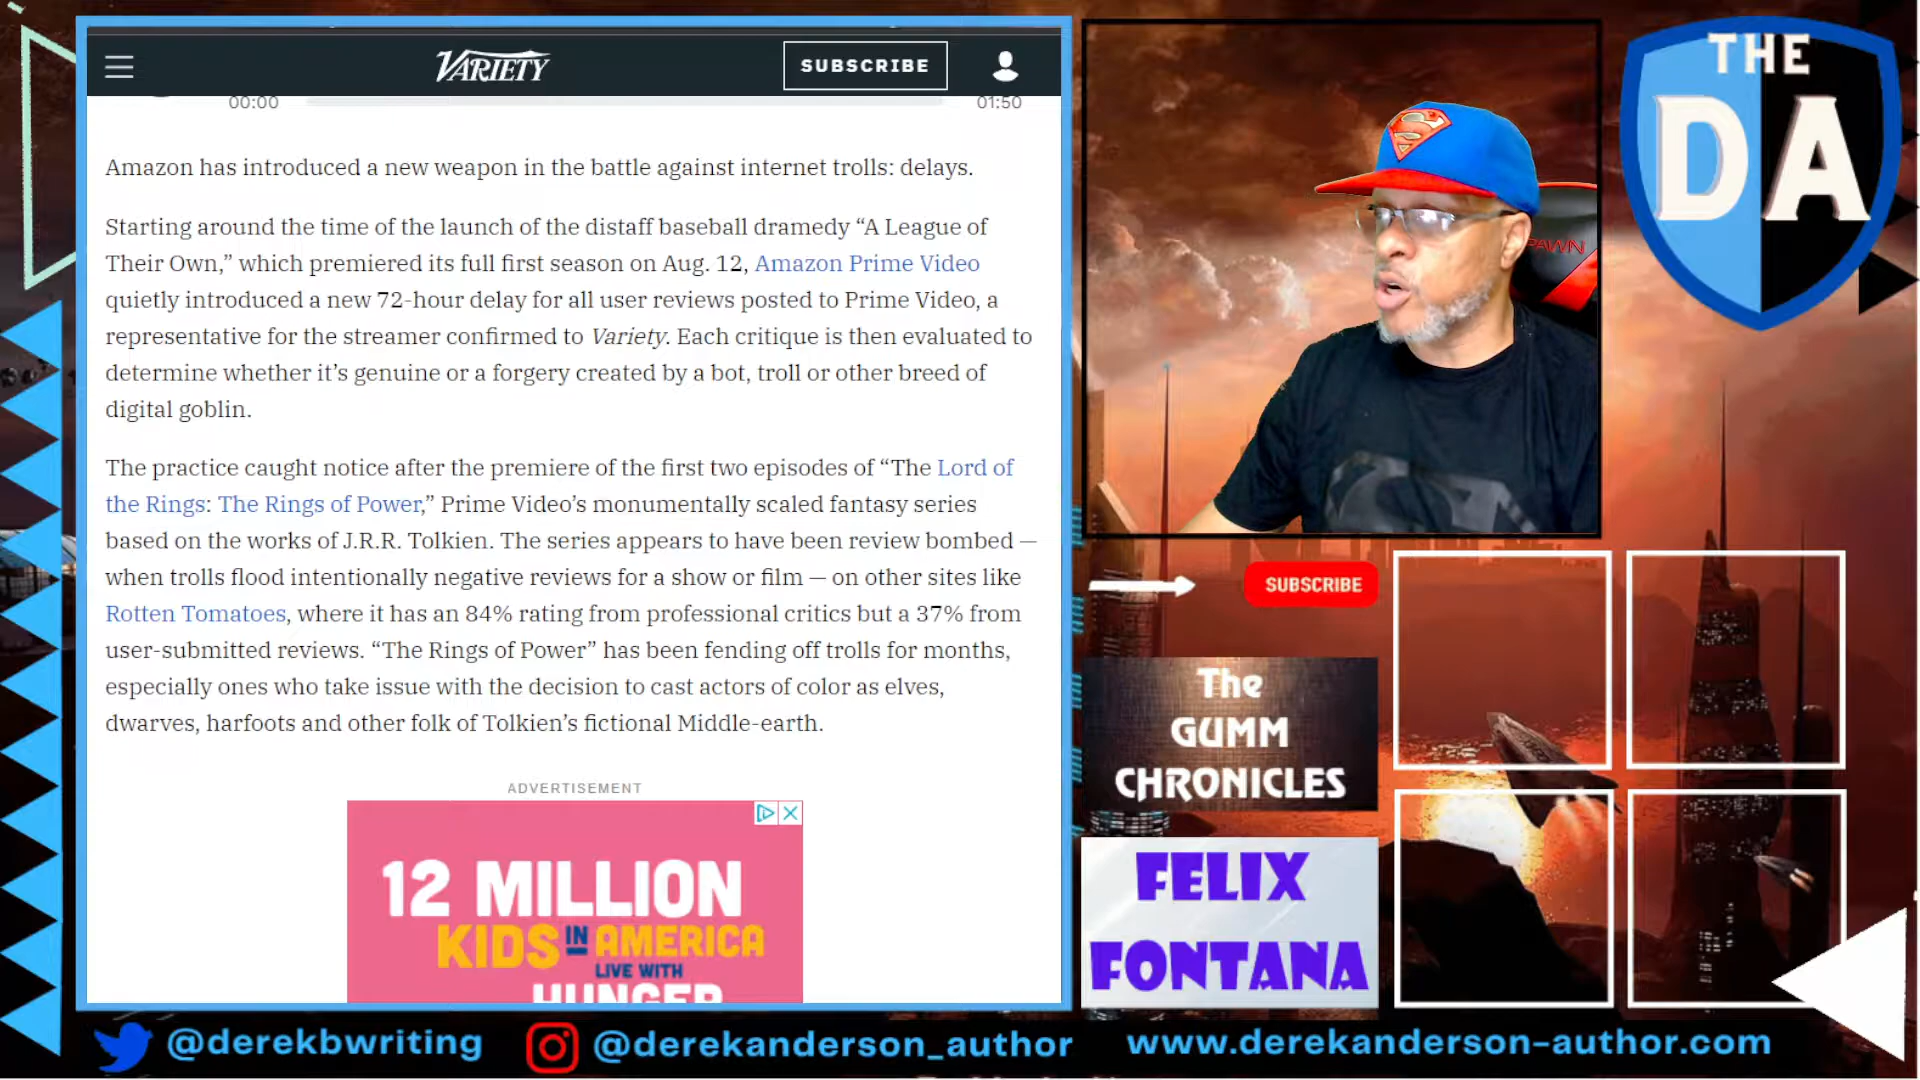 VARIETY
SUBSCRIBE
00:00
01:50
Amazon has introduced a new weapon in the battle against internet trolls: delays.
Starting around the time of the launch of the distaff baseball dramedy “A League of
Their Own,” which premiered its full first season on Aug. 12, Amazon Prime Video
quietly introduced a new 72-hour delay for all user reviews posted to Prime Video, a
representative for the streamer confirmed to Variety. Each critique is then evaluated to
determine whether it’s genuine or a forgery created by a bot, troll or other breed of
digital goblin.
The practice caught notice after the premiere of the first two episodes of “The Lord of
the Rings: The Rings of Power,” Prime Video’s monumentally scaled fantasy series
based on the works of J.R.R. Tolkien. The series appears to have been review bombed —
when trolls flood intentionally negative reviews for a show or film — on other sites like
Rotten Tomatoes, where it has an 84% rating from professional critics but a 37% from
user-submitted reviews. “The Rings of Power” has been fending off trolls for months,
especially ones who take issue with the decision to cast actors of color as elves,
dwarves, harfoots and other folk of Tolkien’s fictional Middle-earth.
ADVERTISEMENT
12 MILLION
KIDS IN AMERICA
LIVE WITH
HUNGER
THE
DA
SUBSCRIBE
The
GUMM
CHRONICLES
FELIX
FONTANA
@derekbwriting
@derekanderson_author
www.derekanderson-author.com